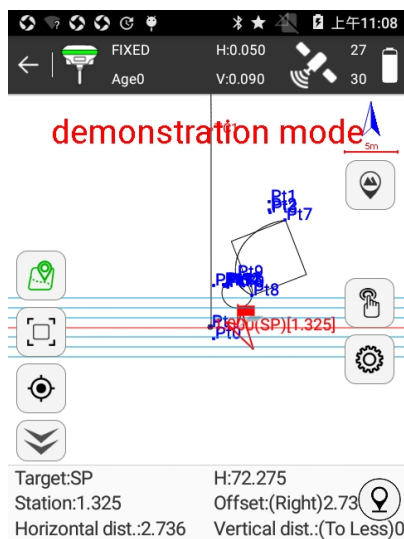 上午11:08
FIXED H:0.050 27
Age0 V:0.090 30
demonstration mode
5m
Pt1
Pt7
Pt8
(SP)[1.325]
Target:SP H:72.275
Station:1.325 Offset:(Right)2.73
Horizontal dist.:2.736 Vertical dist.:(To Less)0